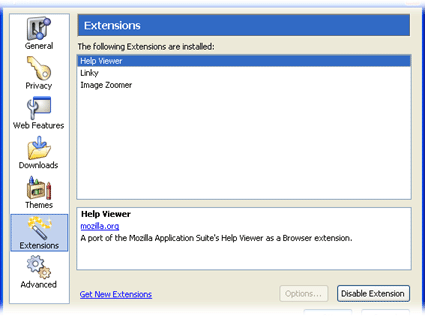 Extensions
General
Privacy
Web Features
Downloads
Themes
Extensions
Advanced
The following Extensions are installed:
Help Viewer
Linky
Image Zoomer
Help Viewer
mozilla.org
A port of the Mozilla Application Suite's Help Viewer as a Browser extension.
Get New Extensions
Options...
Disable Extension